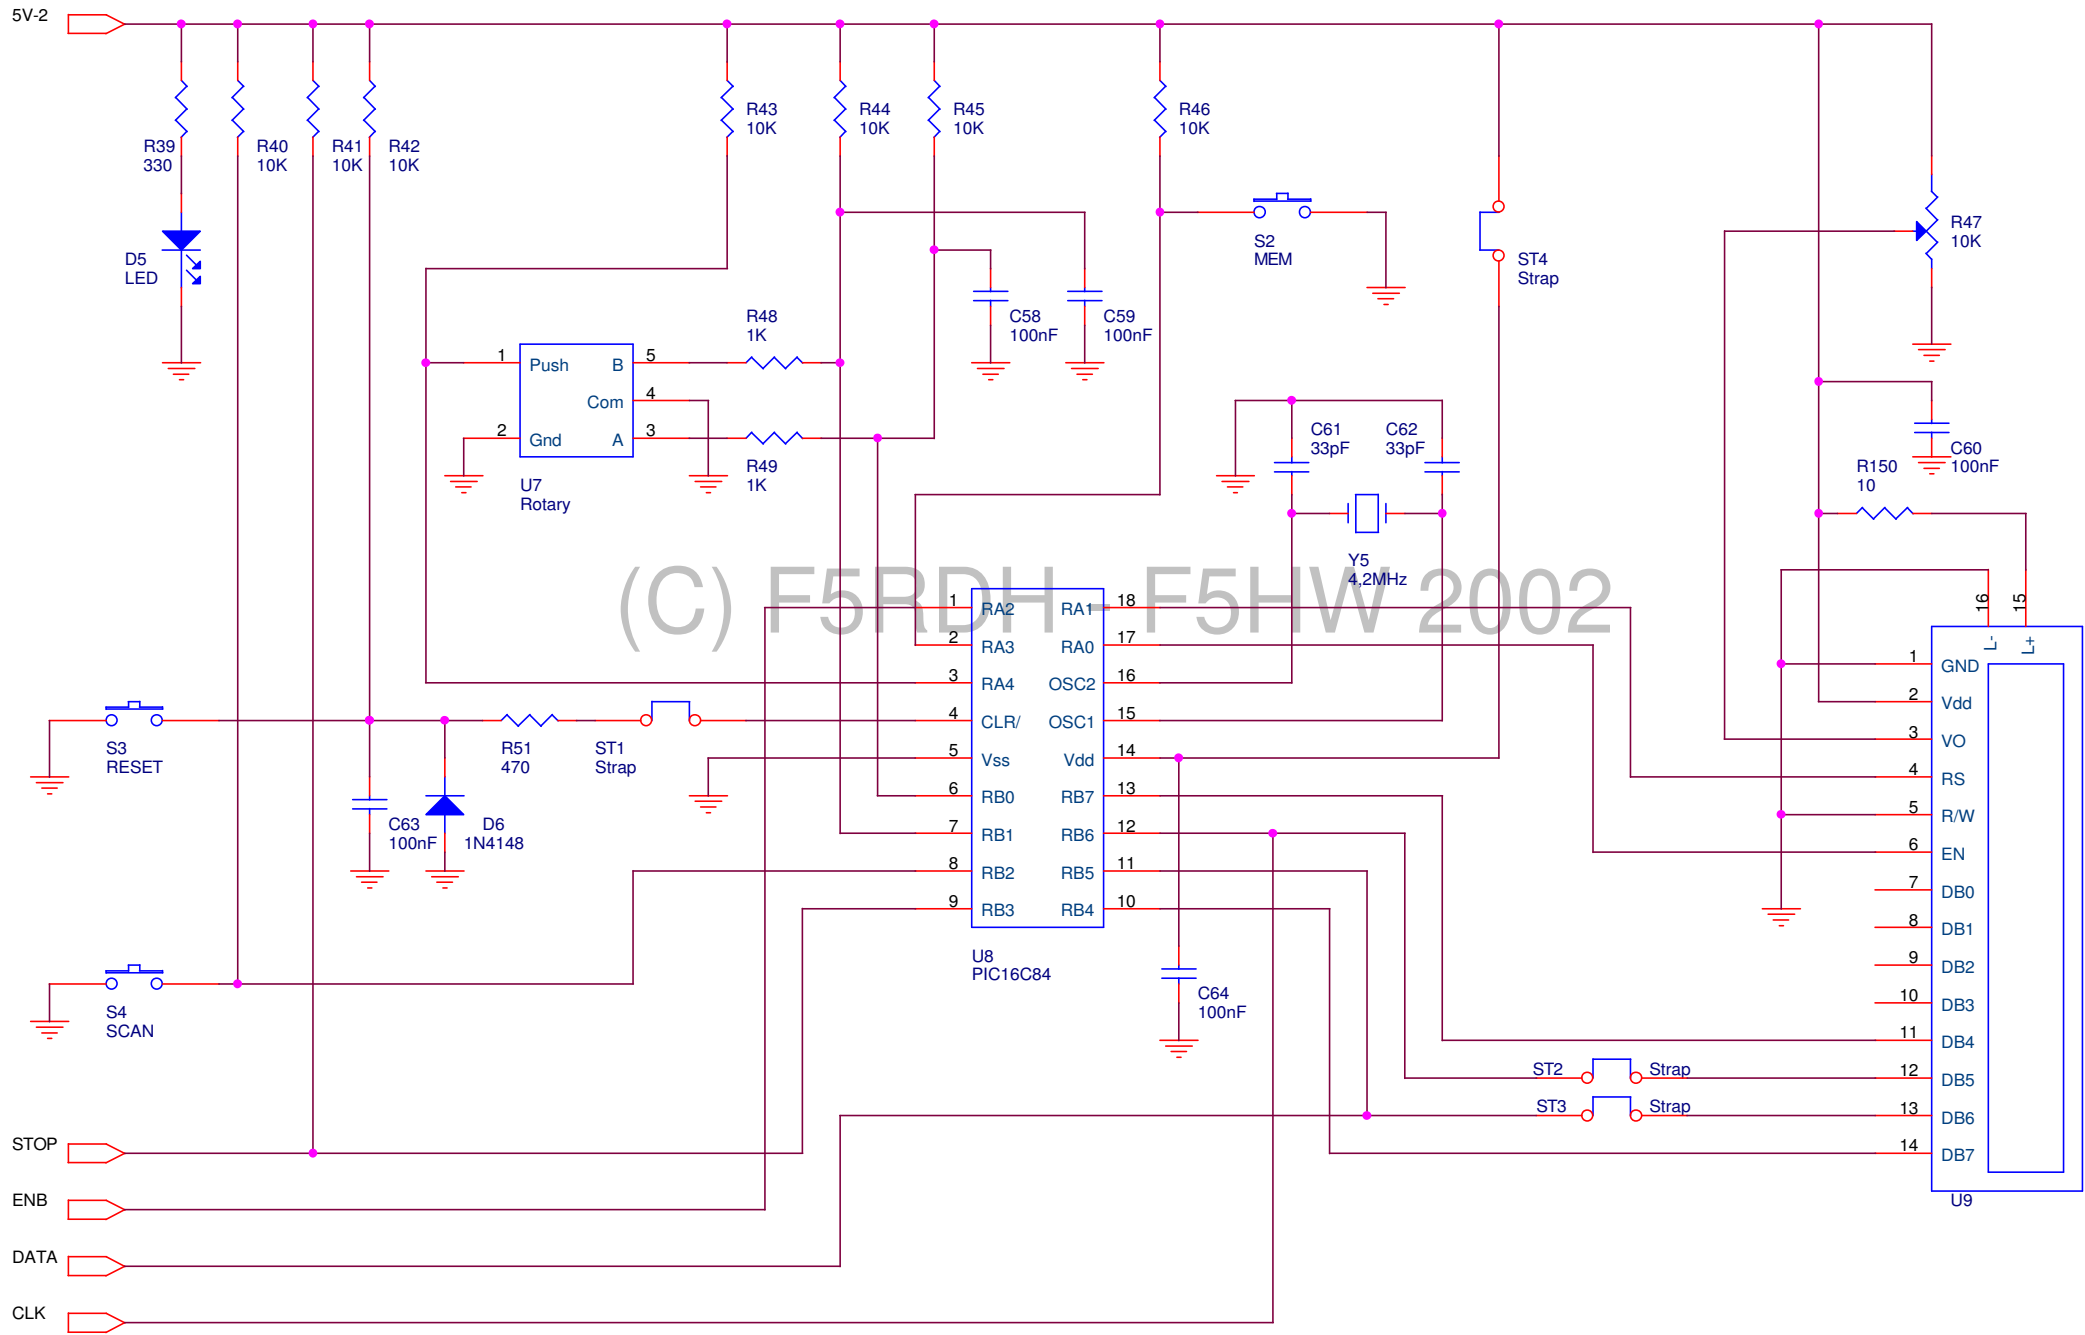 5V-2
R39
330
R40
10K
R41
10K
R42
10K
R43
10K
R44
10K
R45
10K
R46
10K
D5
LED
S2
MEM
ST4
Strap
R47
10K
C58
100nF
C59
100nF
R48
1K
1
Push
B
5
Com
4
2
Gnd
A
3
R49
1K
U7
Rotary
C61
33pF
C62
33pF
C60
100nF
R150
10
Y5
4,2MHz
(C) F5RDH - F5HW 2002
1
RA2
RA1
18
2
RA3
RA0
17
3
RA4
OSC2
16
4
CLR/
OSC1
15
5
Vss
Vdd
14
6
RB0
RB7
13
7
RB1
RB6
12
8
RB2
RB5
11
9
RB3
RB4
10
U8
PIC16C84
S3
RESET
R51
470
ST1
Strap
C63
100nF
D6
1N4148
S4
SCAN
C64
100nF
16
L-
15
L+
1
GND
2
Vdd
3
VO
4
RS
5
R/W
6
EN
7
DB0
8
DB1
9
DB2
10
DB3
11
DB4
ST2
Strap
12
DB5
ST3
Strap
13
DB6
14
DB7
U9
STOP
ENB
DATA
CLK